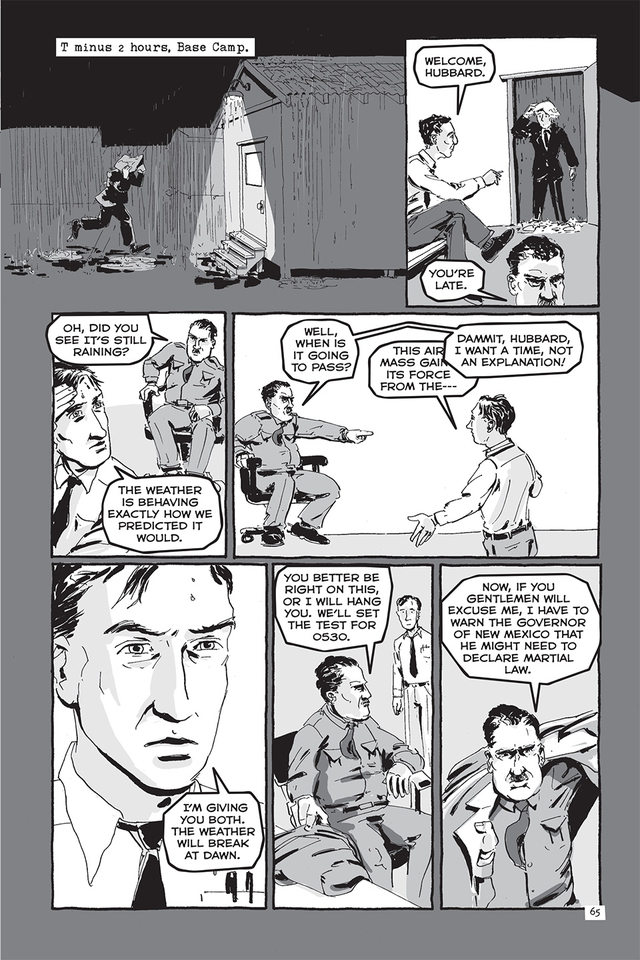 T minus 2 hours, Base Camp.
WELCOME,
HUBBARD.
YOU'RE
LATE.
OH, DID YOU
SEE IT'S STILL
RAINING?
THE WEATHER
IS BEHAVING
EXACTLY HOW WE
PREDICTED IT
WOULD.
WELL,
WHEN IS
IT GOING
TO PASS?
THIS AIR
MASS GAIN
ITS FORCE
FROM THE---
DAMMIT, HUBBARD,
I WANT A TIME, NOT
AN EXPLANATION!
I'M GIVING
YOU BOTH.
THE WEATHER
WILL BREAK
AT DAWN.
YOU BETTER BE
RIGHT ON THIS,
OR I WILL HANG
YOU. WE'LL SET
THE TEST FOR
0530.
NOW, IF YOU
GENTLEMEN WILL
EXCUSE ME, I HAVE TO
WARN THE GOVERNOR
OF NEW MEXICO THAT
HE MIGHT NEED TO
DECLARE MARTIAL
LAW.
65